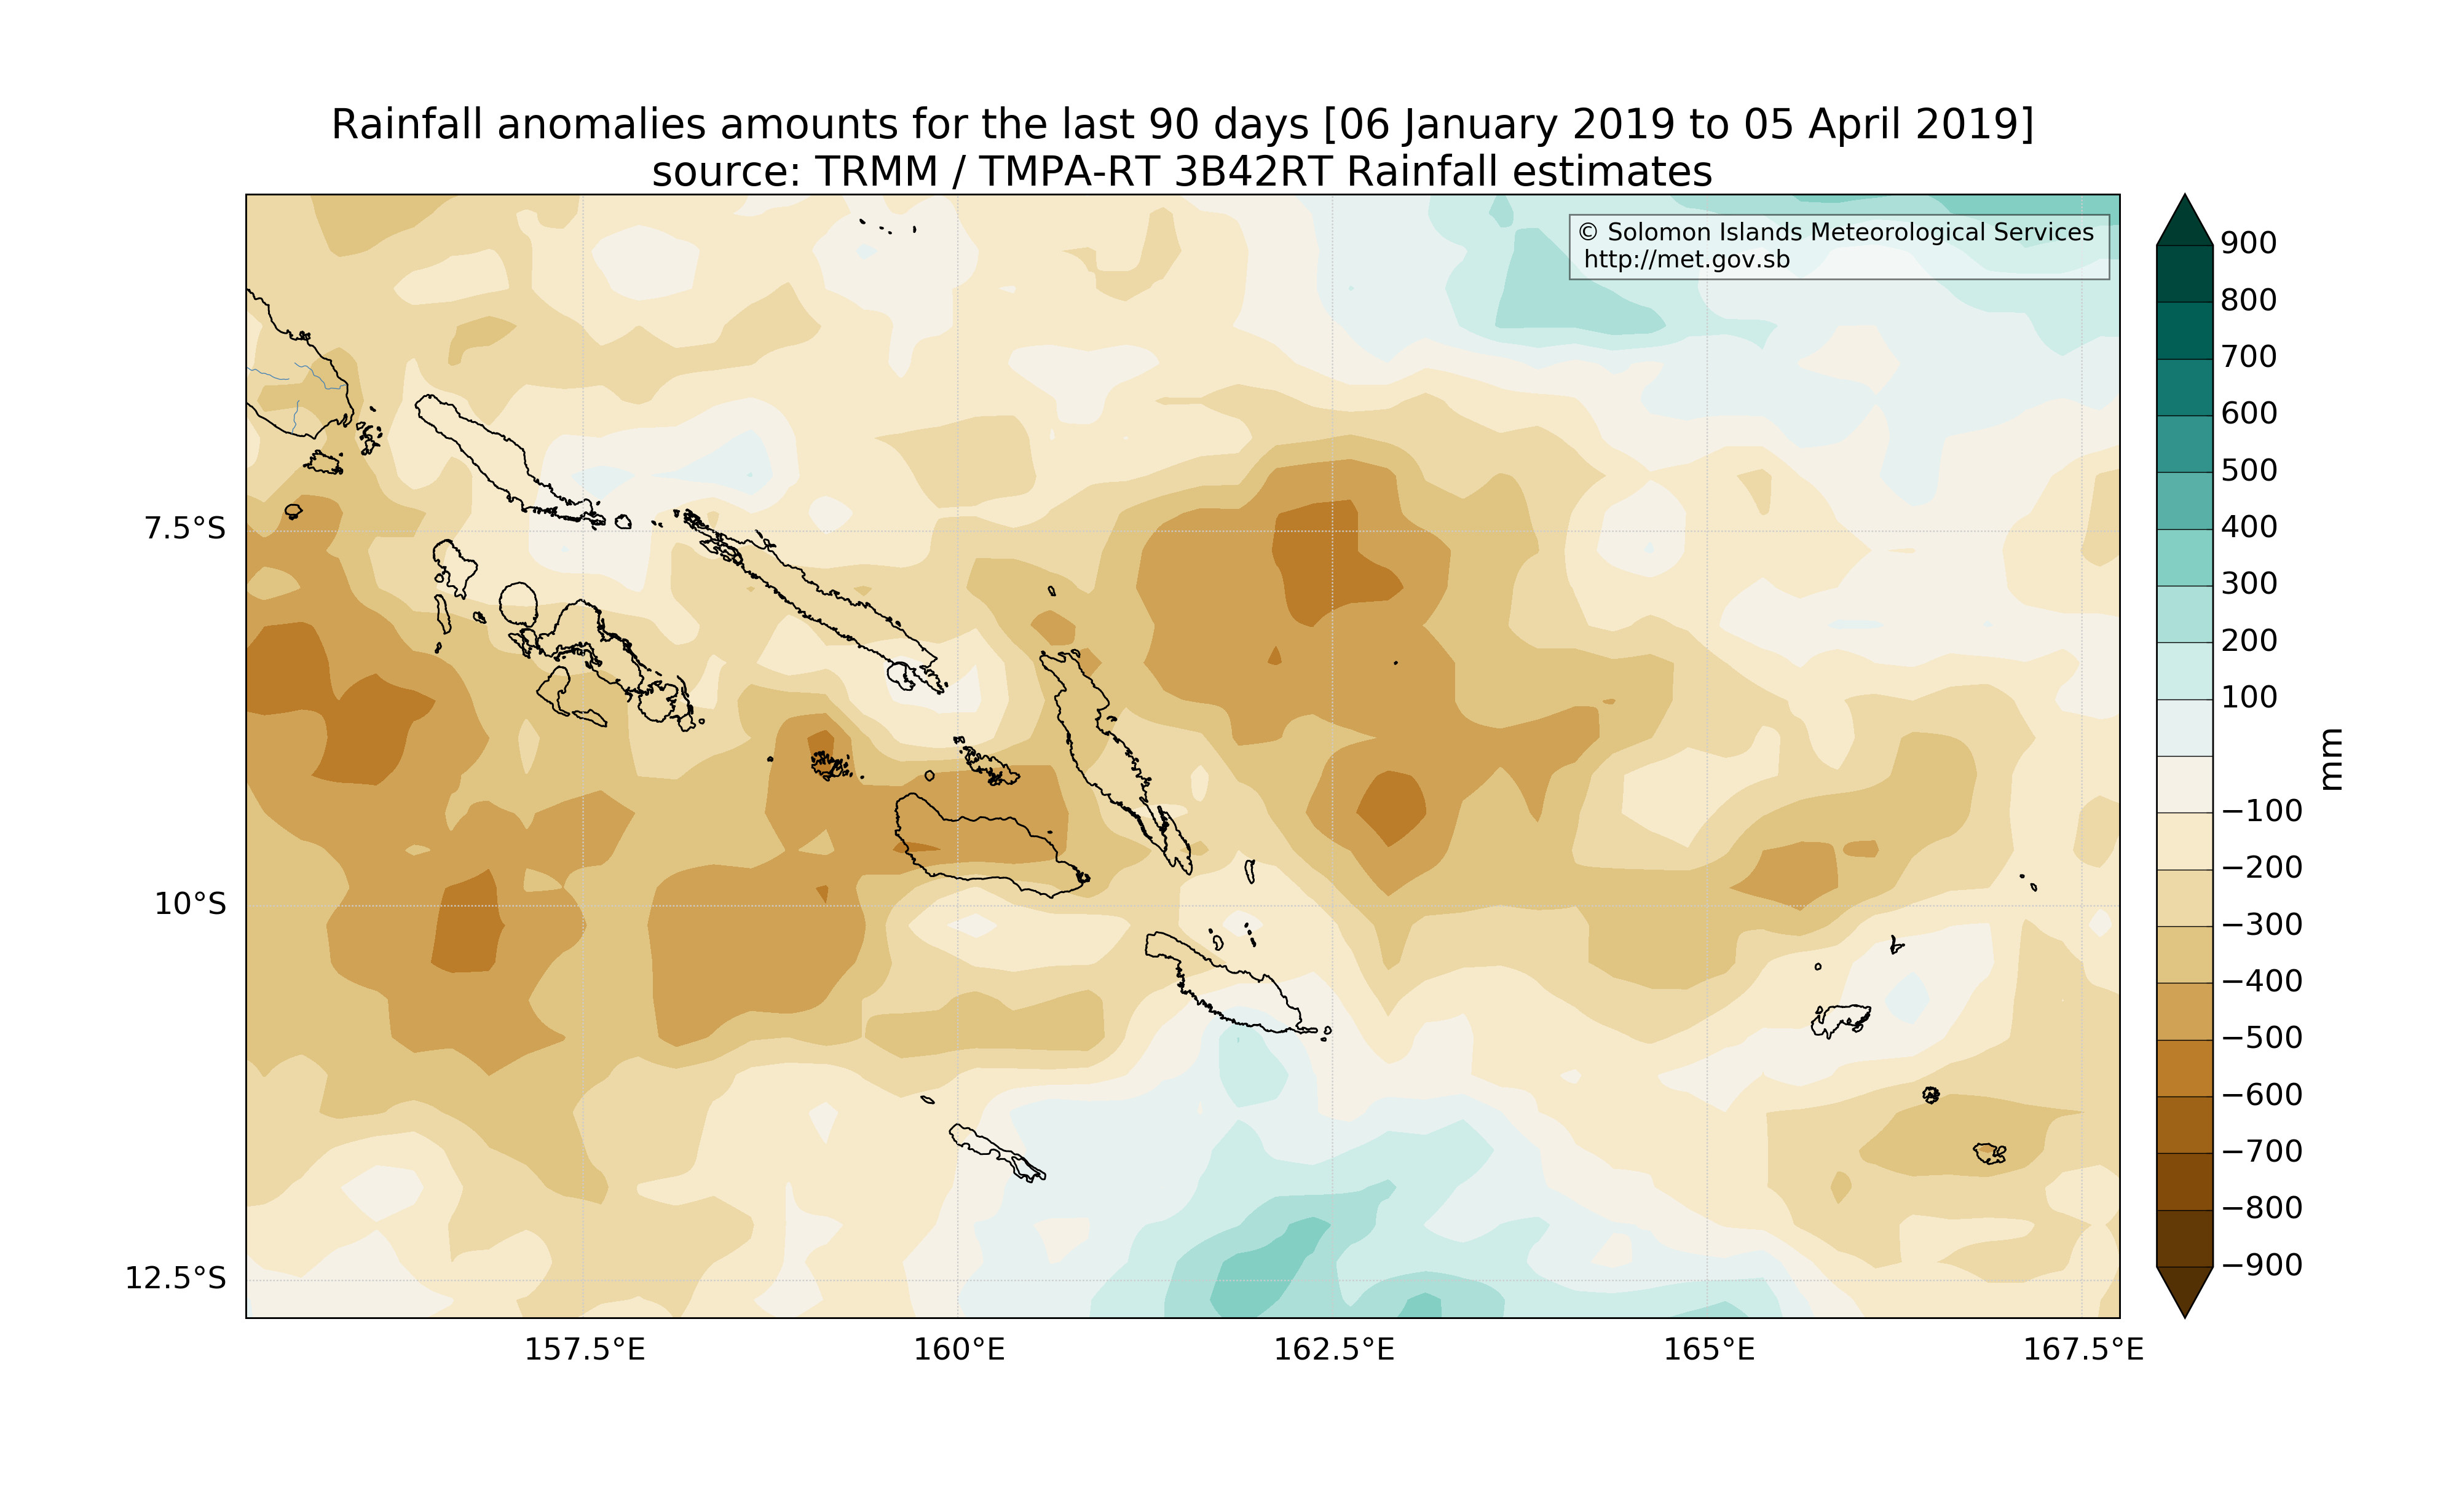 Rainfall anomalies amounts for the last 90 days [06 January 2019 to 05 April 2019]
source: TRMM / TMPA-RT 3B42RT Rainfall estimates
© Solomon Islands Meteorological Services
http://met.gov.sb
7.5°S
10°S
12.5°S
157.5°E
160°E
162.5°E
165°E
167.5°E
900
800
700
600
500
400
300
200
100
−100
−200
−300
−400
−500
−600
−700
−800
−900
mm